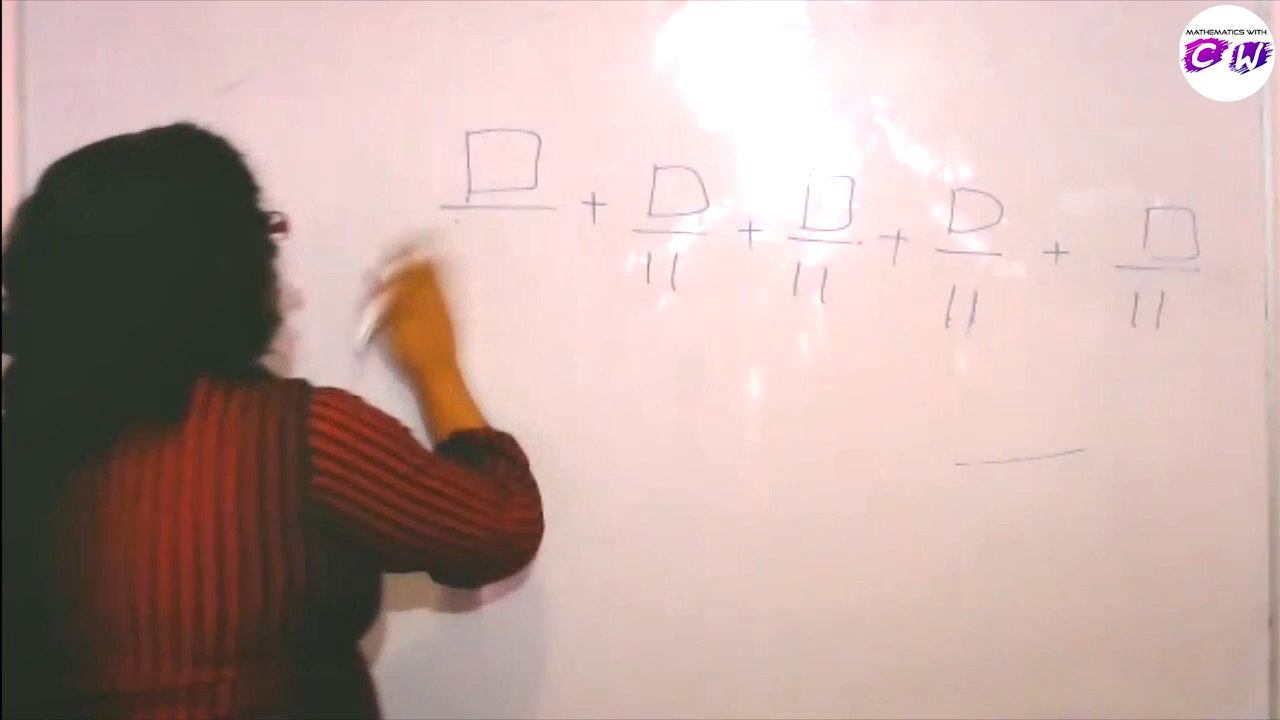 MATHEMATICS WITH
CW
□ + □ + □ + □ + □
11 11 11 11